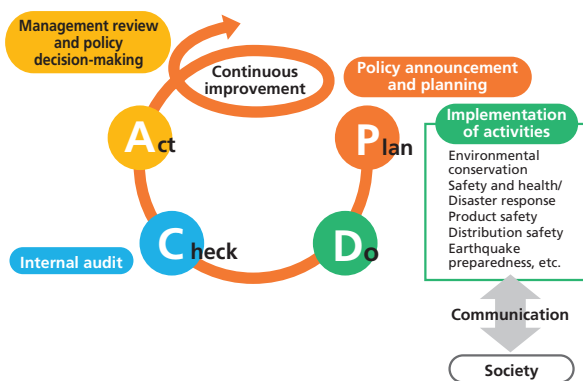 Management review
and policy
decision-making
Continuous
improvement
Policy announcement
and planning
Act
Plan
Implementation
of activities
Environmental
conservation
Safety and health/
Disaster response
Product safety
Distribution safety
Earthquake
preparedness, etc.
Check
Do
Internal audit
Communication
Society